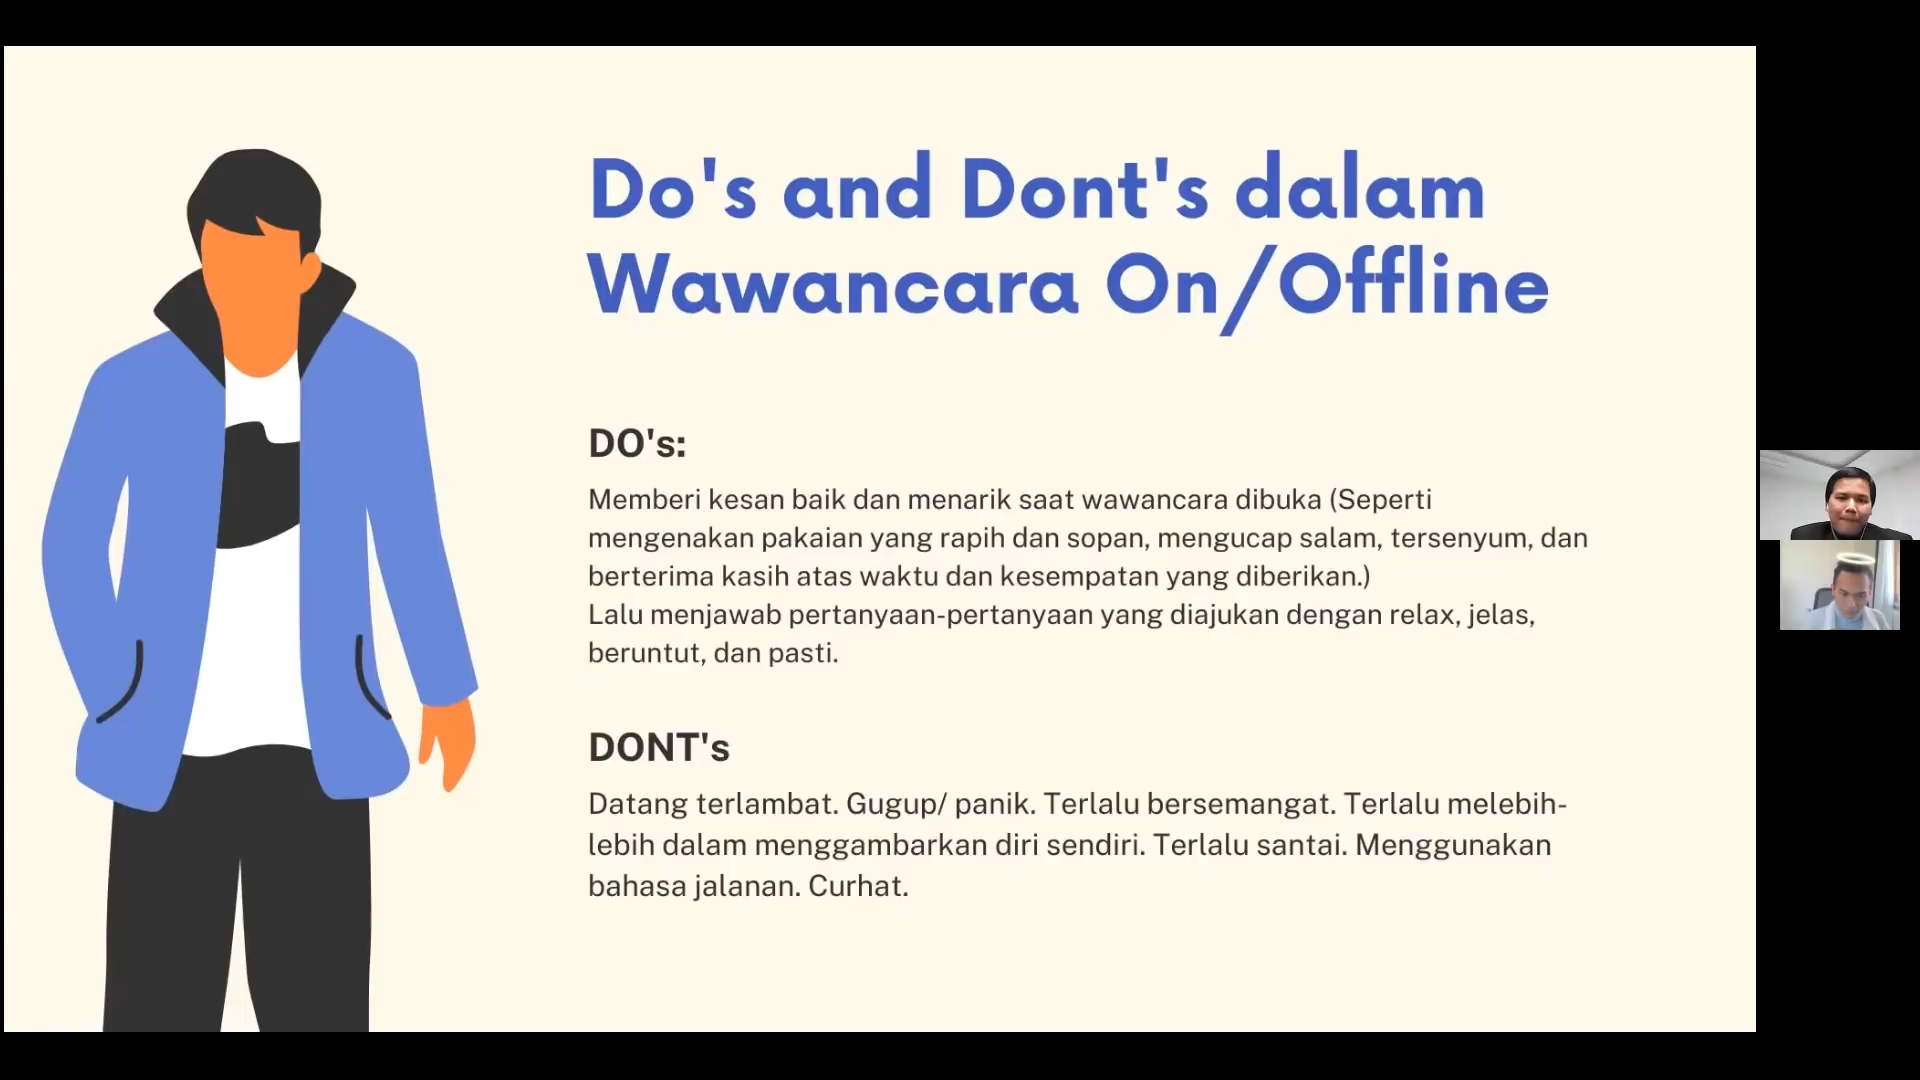 Do's and Dont's dalam
Wawancara On/Offline
DO's:
Memberi kesan baik dan menarik saat wawancara dibuka (Seperti
mengenakan pakaian yang rapih dan sopan, mengucap salam, tersenyum, dan
berterima kasih atas waktu dan kesempatan yang diberikan.)
Lalu menjawab pertanyaan-pertanyaan yang diajukan dengan relax, jelas,
beruntut, dan pasti.
DONT's
Datang terlambat. Gugup/ panik. Terlalu bersemangat. Terlalu melebih-
lebih dalam menggambarkan diri sendiri. Terlalu santai. Menggunakan
bahasa jalanan. Curhat.